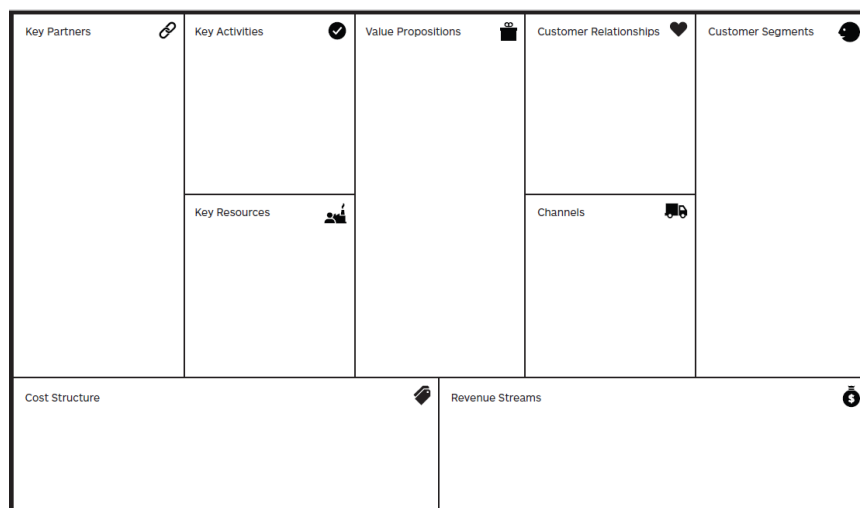 Key Partners
Key Activities
Value Propositions
Customer Relationships
Customer Segments
Key Resources
Channels
Cost Structure
Revenue Streams
$